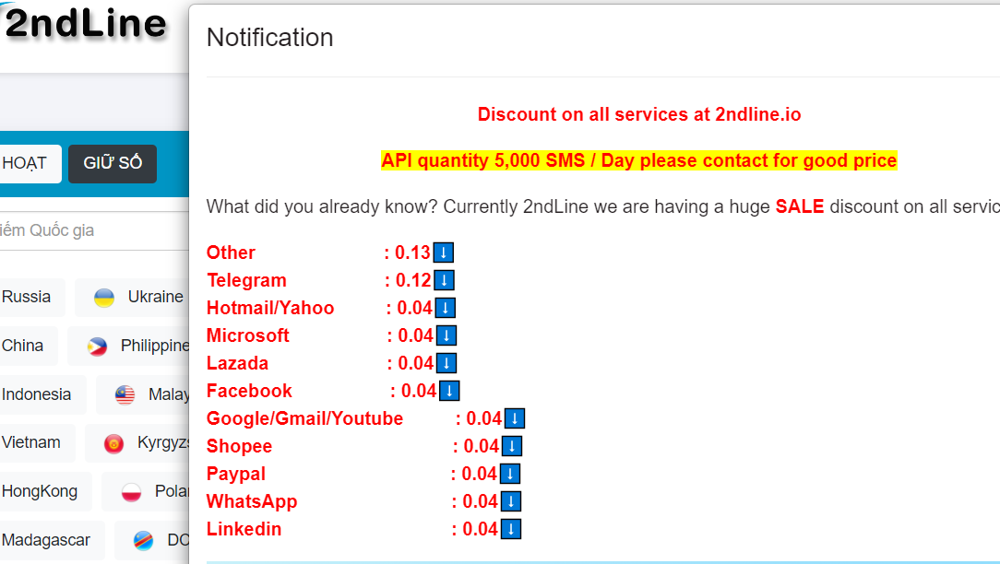 2ndLine
HOẠT
GIỮ SỐ
iếm Quốc gia
Russia
Ukraine
China
Philippine
Indonesia
Malay
Vietnam
Kyrgyzs
HongKong
Polan
Madagascar
DC
Notification
Discount on all services at 2ndline.io
API quantity 5,000 SMS / Day please contact for good price
What did you already know? Currently 2ndLine we are having a huge SALE discount on all servic
Other : 0.13
Telegram : 0.12
Hotmail/Yahoo : 0.04
Microsoft : 0.04
Lazada : 0.04
Facebook : 0.04
Google/Gmail/Youtube : 0.04
Shopee : 0.04
Paypal : 0.04
WhatsApp : 0.04
Linkedin : 0.04